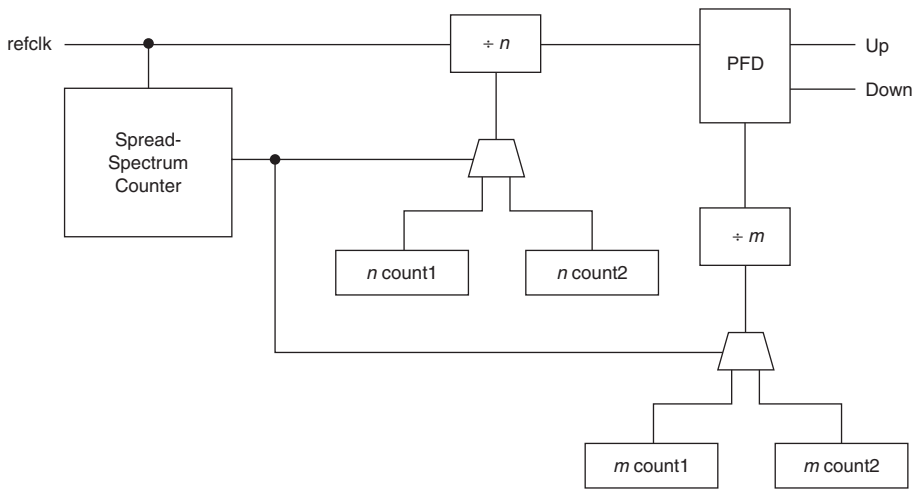 refclk
÷ n
PFD
Up
Down
Spread-
Spectrum
Counter
÷ m
n count1
n count2
m count1
m count2